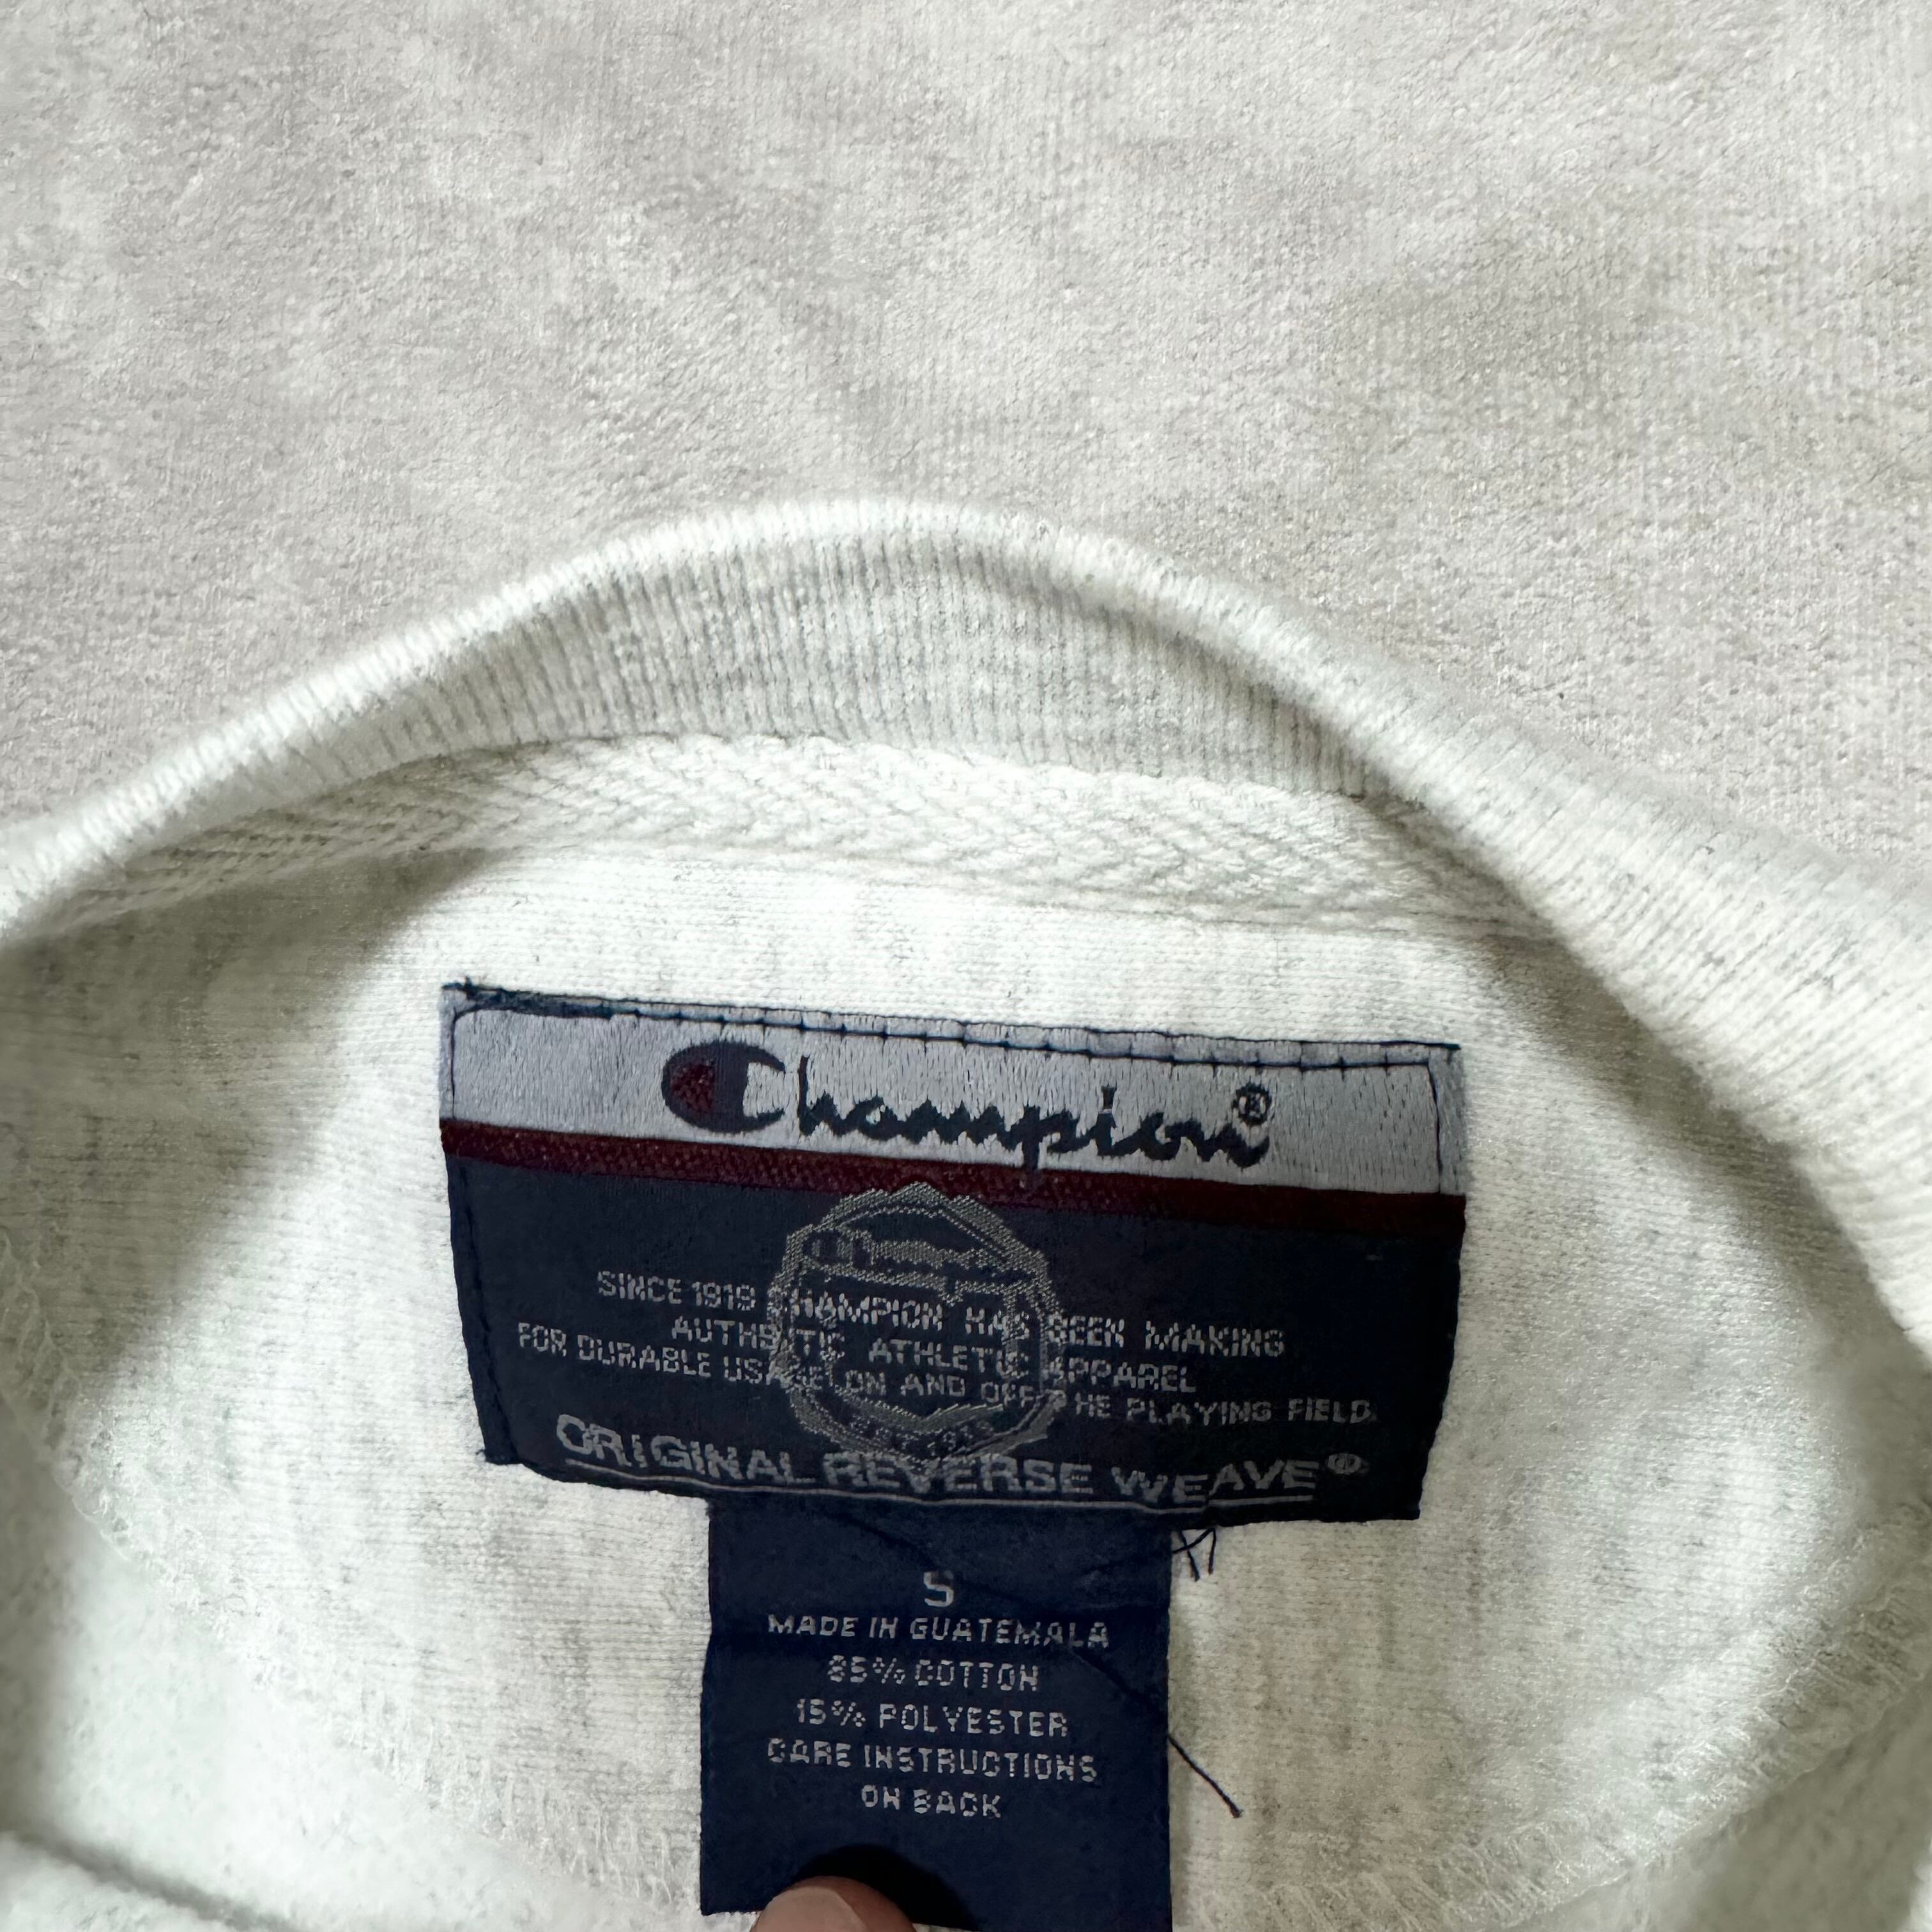 Champion®
Champion
SINCE 1919 CHAMPION HAS BEEN MAKING
AUTHENTIC ATHLETIC APPAREL
FOR DURABLE USAGE ON AND OFF THE PLAYING FIELD.
ORIGINAL REVERSE WEAVE®
S
MADE IN GUATEMALA
85% COTTON
15% POLYESTER
CARE INSTRUCTIONS
ON BACK